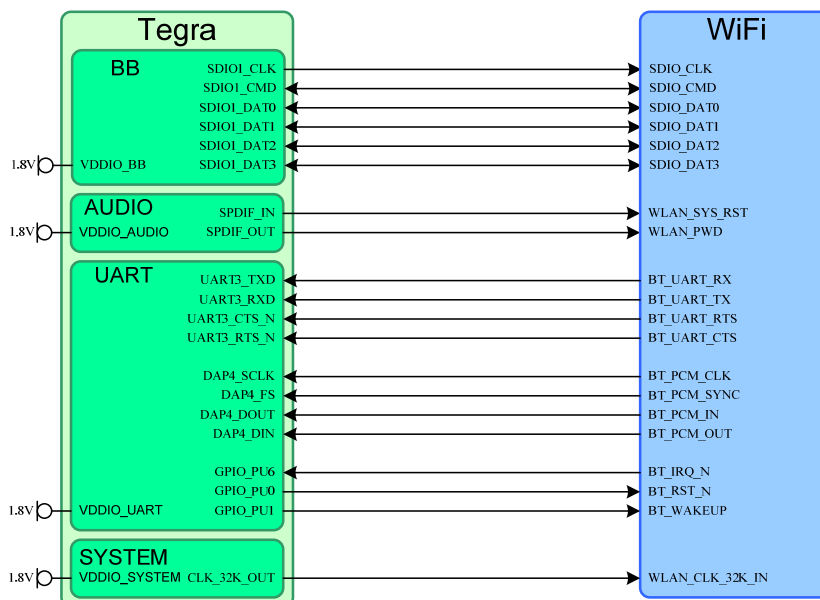 Tegra WiFi
BB SDIO1_CLK SDIO_CLK
SDIO1_CMD SDIO_CMD
SDIO1_DAT0 SDIO_DAT0
SDIO1_DAT1 SDIO_DAT1
SDIO1_DAT2 SDIO_DAT2
1.8V VDDIO_BB SDIO1_DAT3 SDIO_DAT3
AUDIO SPDIF_IN WLAN_SYS_RST
1.8V VDDIO_AUDIO SPDIF_OUT WLAN_PWD
UART UART3_TXD BT_UART_RX
UART3_RXD BT_UART_TX
UART3_CTS_N BT_UART_RTS
UART3_RTS_N BT_UART_CTS
DAP4_SCLK BT_PCM_CLK
DAP4_FS BT_PCM_SYNC
DAP4_DOUT BT_PCM_IN
DAP4_DIN BT_PCM_OUT
GPIO_PU6 BT_IRQ_N
GPIO_PU0 BT_RST_N
1.8V VDDIO_UART GPIO_PU1 BT_WAKEUP
SYSTEM
1.8V VDDIO_SYSTEM CLK_32K_OUT WLAN_CLK_32K_IN